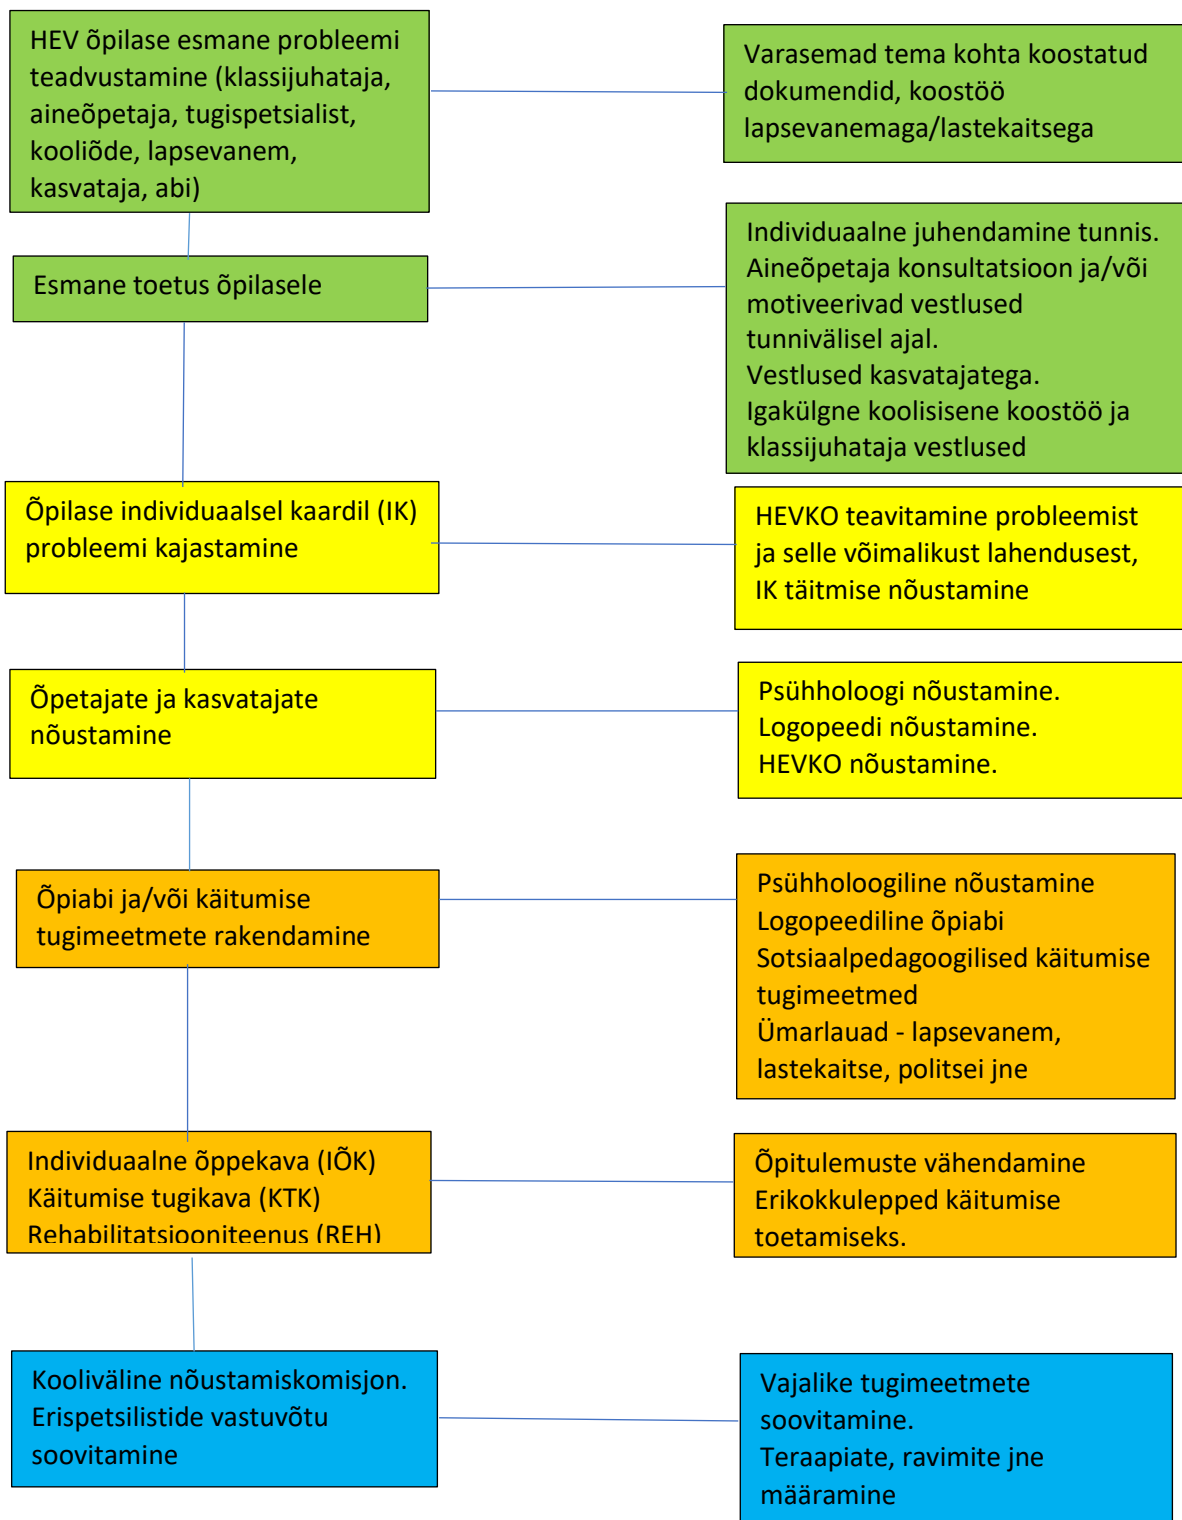 HEV õpilase esmane probleemi
teadvustamine (klassijuhataja,
aineõpetaja, tugispetsialist,
kooliõde, lapsevanem,
kasvataja, abi)
Varasemad tema kohta koostatud
dokumendid, koostöö
lapsevanemaga/lastekaitsega
Esmane toetus õpilasele
Individuaalne juhendamine tunnis.
Aineõpetaja konsultatsioon ja/või
motiveerivad vestlused
tunnivälisel ajal.
Vestlused kasvatajatega.
Igakülgne koolisisene koostöö ja
klassijuhataja vestlused
Õpilase individuaalsel kaardil (IK)
probleemi kajastamine
HEVKO teavitamine probleemist
ja selle võimalikust lahendusest,
IK täitmise nõustamine
Õpetajate ja kasvatajate
nõustamine
Psühholoogi nõustamine.
Logopeedi nõustamine.
HEVKO nõustamine.
Õpiabi ja/või käitumise
tugimeetmete rakendamine
Psühholoogiline nõustamine
Logopeediline õpiabi
Sotsiaalpedagoogilised käitumise
tugimeetmed
Ümarlauad - lapsevanem,
lastekaitse, politsei jne
Individuaalne õppekava (IÕK)
Käitumise tugikava (KTK)
Rehabilitatsiooniteenus (REH)
Õpitulemuste vähendamine
Erikokkulepped käitumise
toetamiseks.
Kooliväline nõustamiskomisjon.
Erispetsilistide vastuvõtu
soovitamine
Vajalike tugimeetmete
soovitamine.
Teraapiate, ravimite jne
määramine